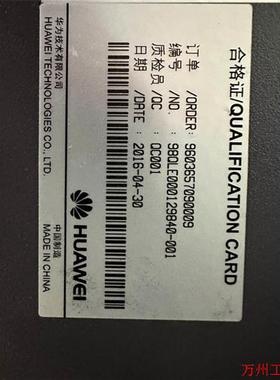 合格证/QUALIFICATION CARD
订单 /ORDER: 9603657090009
编号 /NO. : 98QLE0001129840-001
质检员 /QC : QC001
日期 /DATE : 2016-04-30
华为技术有限公司
HUAWEI TECHNOLOGIES CO., LTD.
HUAWEI
中国制造
MADE IN CHINA
万州工